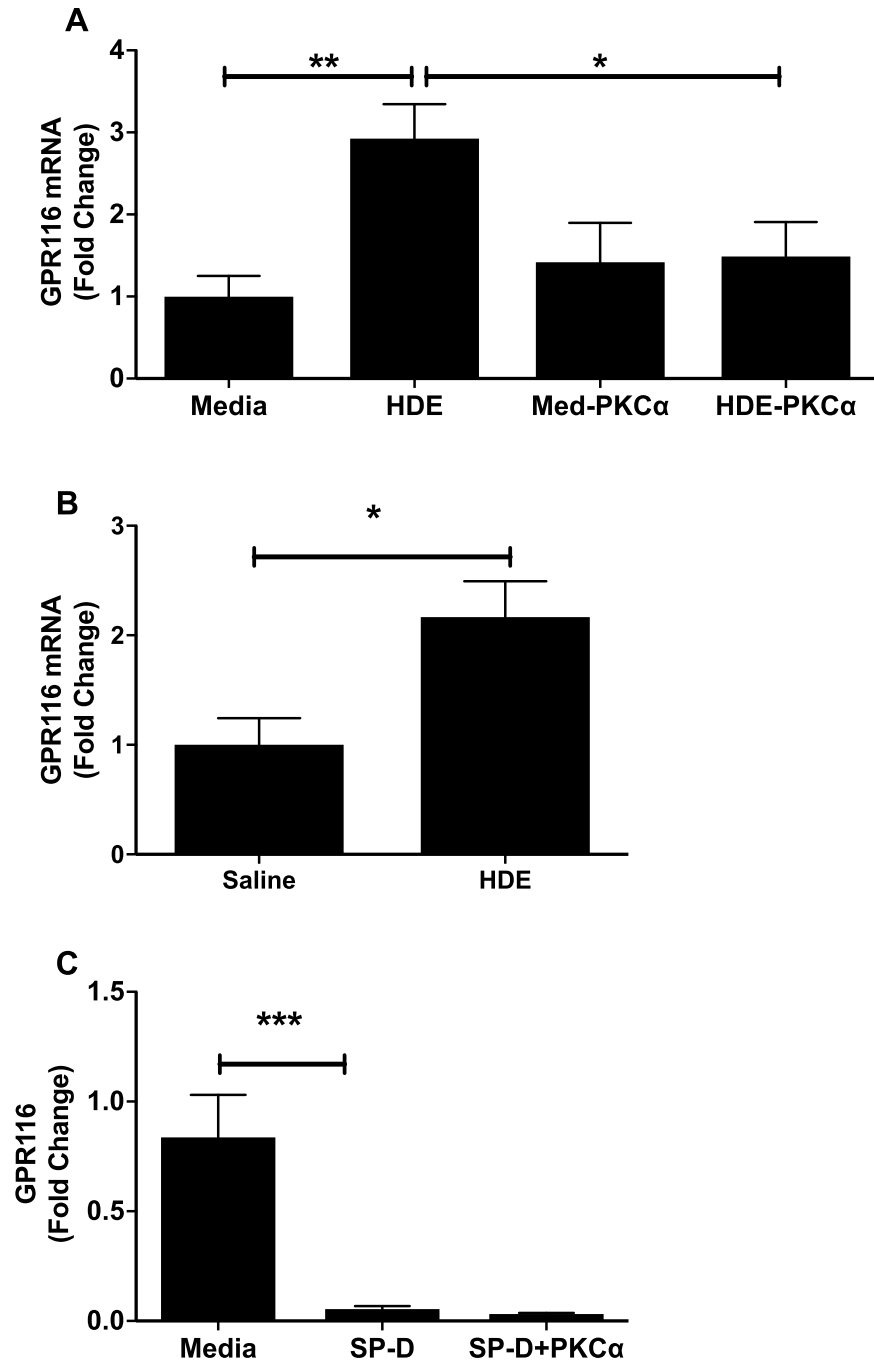 A
GPR116 mRNA
(Fold Change)
4
3
2
1
0
**
*
Media HDE Med-PKCα HDE-PKCα
B
GPR116 mRNA
(Fold Change)
3
2
1
0
*
Saline HDE
C
GPR116
(Fold Change)
1.5
1.0
0.5
0.0
***
Media SP-D SP-D+PKCα